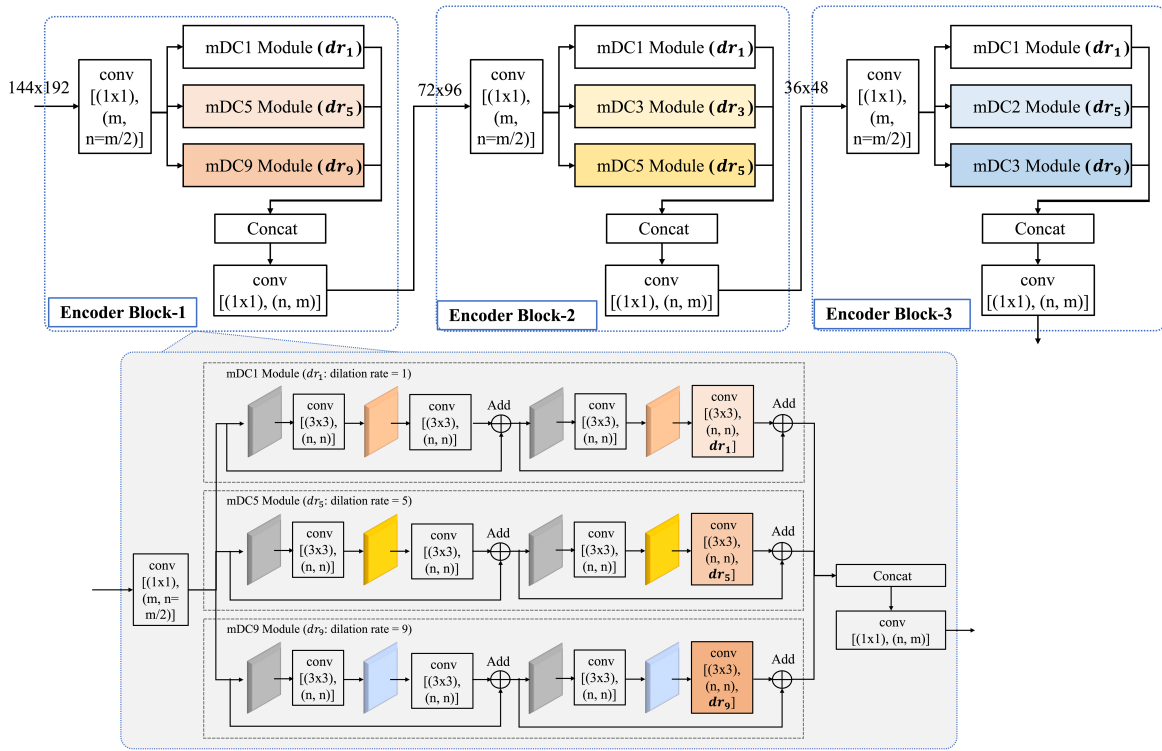 144x192
conv
[(1x1),
(m,
n=m/2)]
mDC1 Module (dr₁)
mDC5 Module (dr₅)
mDC9 Module (dr₉)
Concat
conv
[(1x1), (n, m)]
Encoder Block-1
72x96
conv
[(1x1),
(m,
n=m/2)]
mDC1 Module (dr₁)
mDC3 Module (dr₃)
mDC5 Module (dr₅)
Concat
conv
[(1x1), (n, m)]
Encoder Block-2
36x48
conv
[(1x1),
(m,
n=m/2)]
mDC1 Module (dr₁)
mDC2 Module (dr₅)
mDC3 Module (dr₉)
Concat
conv
[(1x1), (n, m)]
Encoder Block-3
conv
[(1x1),
(m, n=
m/2)]
mDC1 Module (dr₁: dilation rate = 1)
conv
[(3x3),
(n, n)]
conv
[(3x3),
(n, n)]
Add
conv
[(3x3),
(n, n)]
conv
[(3x3),
(n, n),
dr₁]
Add
mDC5 Module (dr₅: dilation rate = 5)
conv
[(3x3),
(n, n)]
conv
[(3x3),
(n, n)]
Add
conv
[(3x3),
(n, n)]
conv
[(3x3),
(n, n),
dr₅]
Add
mDC9 Module (dr₉: dilation rate = 9)
conv
[(3x3),
(n, n)]
conv
[(3x3),
(n, n)]
Add
conv
[(3x3),
(n, n)]
conv
[(3x3),
(n, n),
dr₉]
Add
Concat
conv
[(1x1), (n, m)]